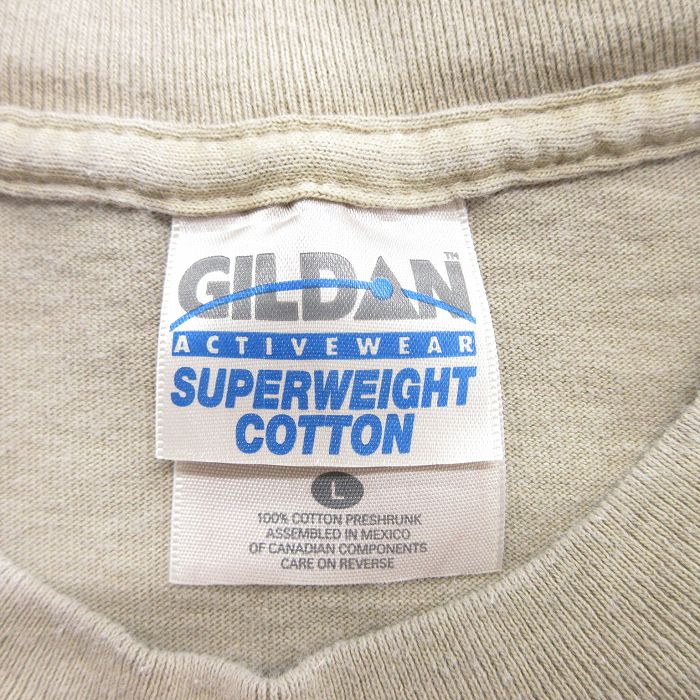 GILDAN™
ACTIVEWEAR
SUPERWEIGHT
COTTON
L
100% COTTON PRESHRUNK
ASSEMBLED IN MEXICO
OF CANADIAN COMPONENTS
CARE ON REVERSE